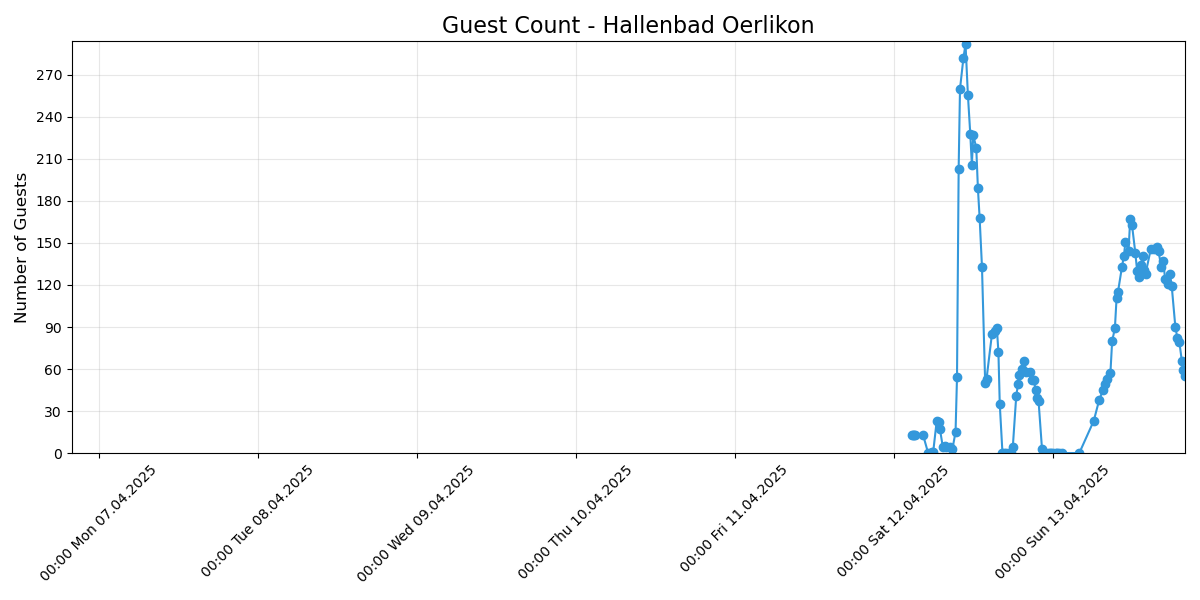 Guest Count - Hallenbad Oerlikon
Number of Guests
270
240
210
180
150
120
90
60
30
0
00:00 Mon 07.04.2025
00:00 Tue 08.04.2025
00:00 Wed 09.04.2025
00:00 Thu 10.04.2025
00:00 Fri 11.04.2025
00:00 Sat 12.04.2025
00:00 Sun 13.04.2025